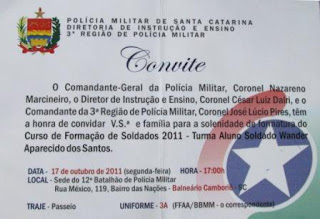 POLÍCIA MILITAR DE SANTA CATARINA
DIRETORIA DE INSTRUÇÃO E ENSINO
3ª REGIÃO DE POLÍCIA MILITAR
Convite
O Comandante-Geral da Polícia Militar, Coronel Nazareno
Marcineiro, o Diretor de Instrução e Ensino, Coronel César Luiz Dalri, e o
Comandante da 3ª Região de Polícia Militar, Coronel José Lúcio Pires, têm
a honra de convidar V.S.ª e família para a solenidade de formatura do
Curso de Formação de Soldados 2011 - Turma Aluno Soldado Wander
Aparecido dos Santos.
DATA - 17 de outubro de 2011 (segunda-feira) HORA - 17:00h
LOCAL - Sede do 12º Batalhão de Polícia Militar
Rua México, 119, Bairro das Nações - Balneário Camboriú - SC
TRAJE - Passeio UNIFORME - 3A (FFAA/BBMM - o correspondente)